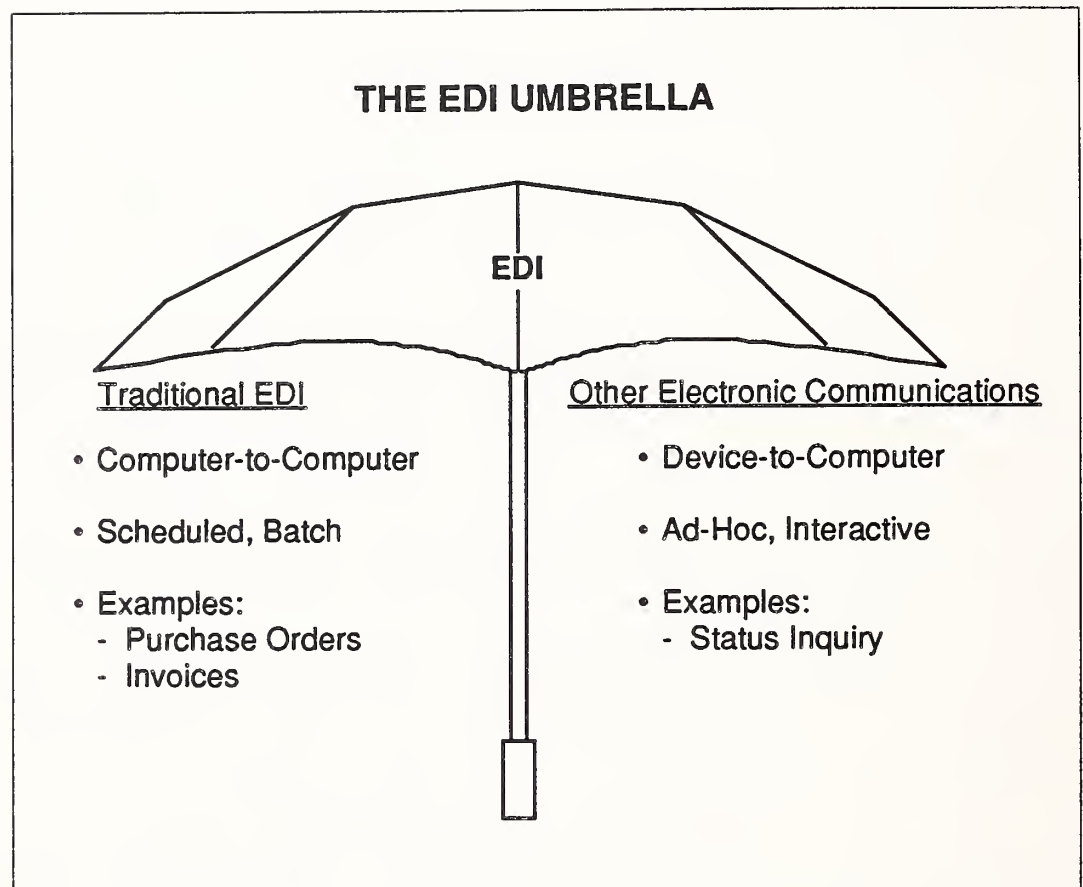 THE EDI UMBRELLA
EDI
Traditional EDI
• Computer-to-Computer
• Scheduled, Batch
• Examples:
- Purchase Orders
- Invoices
Other Electronic Communications
• Device-to-Computer
• Ad-Hoc, Interactive
• Examples:
- Status Inquiry